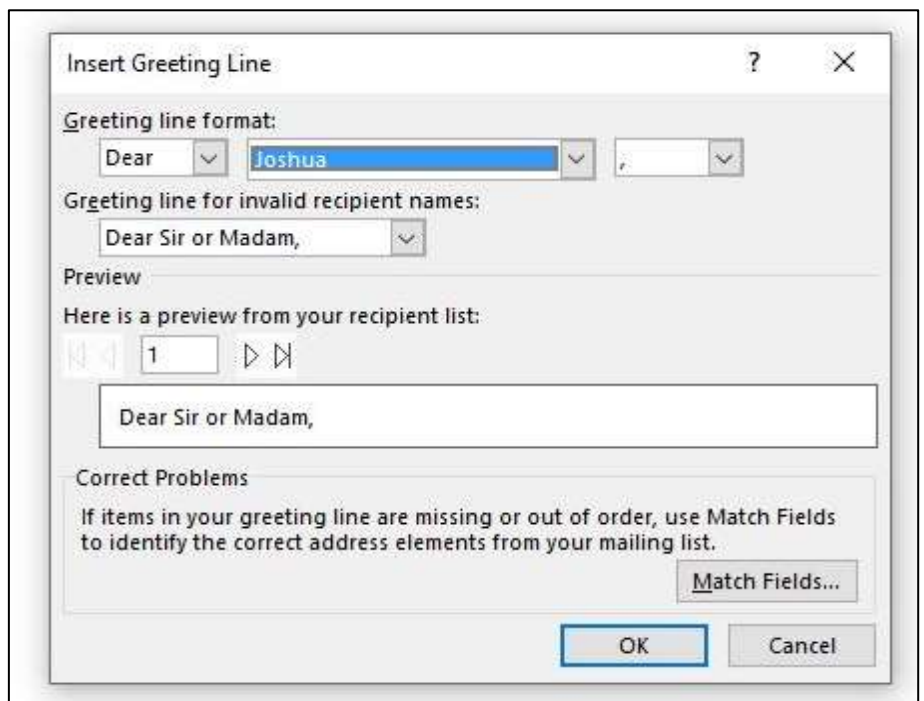 Insert Greeting Line ?
Greeting line format:
Dear Joshua ,
Greeting line for invalid recipient names:
Dear Sir or Madam,
Preview
Here is a preview from your recipient list:
1
Dear Sir or Madam,
Correct Problems
If items in your greeting line are missing or out of order, use Match Fields
to identify the correct address elements from your mailing list.
Match Fields...
OK Cancel